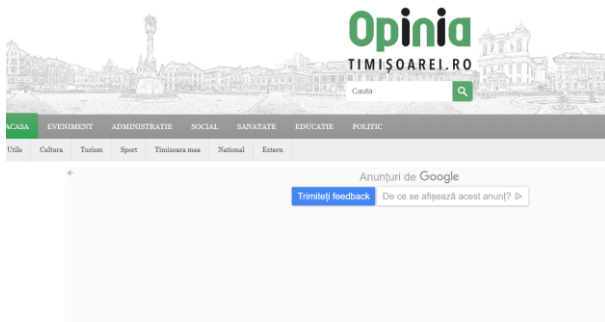 Opinia
TIMIȘOAREI.RO
Cauta
ACASA EVENIMENT ADMINISTRATIE SOCIAL SANATATE EDUCATIE POLITIC
Utile Cultura Turism Sport Timisoara mea National Extern
Anunțuri de Google
Trimiteți feedback De ce se afișează acest anunț?